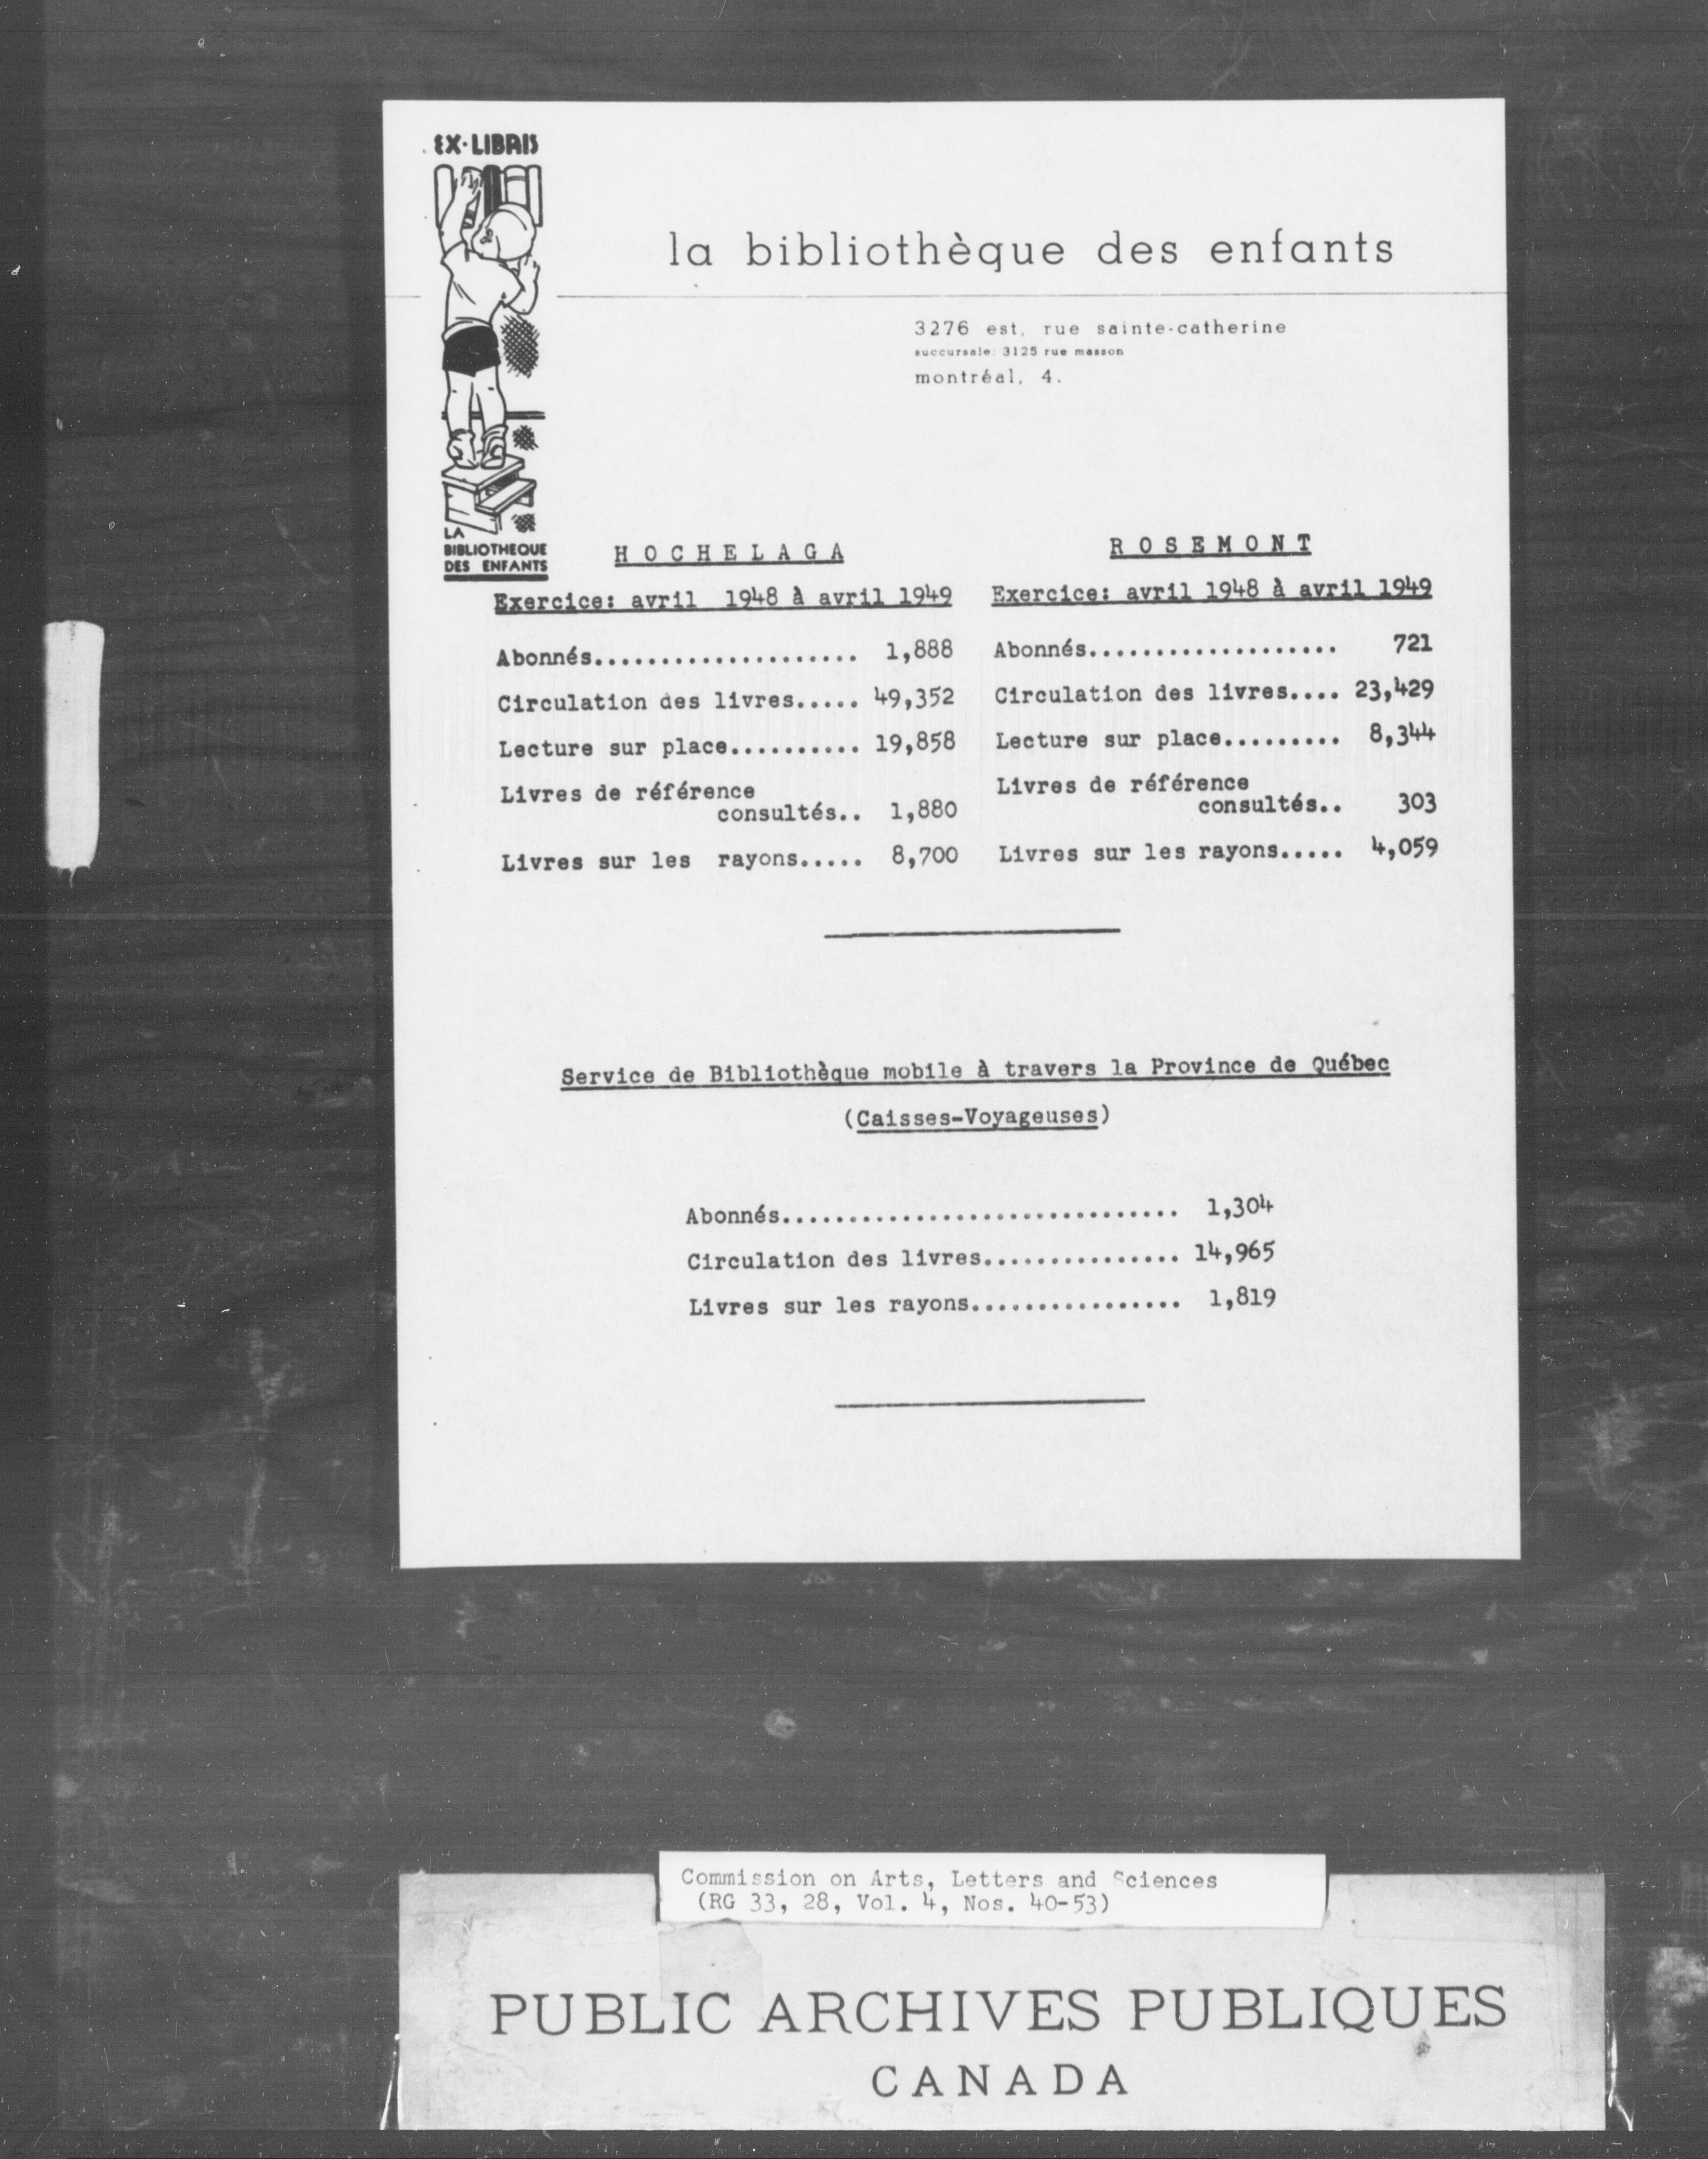 EX·LIBRIS
la bibliothèque des enfants
3276 est, rue sainte-catherine
succursale: 3125 rue masson
montréal, 4.
LA
BIBLIOTHEQUE
DES ENFANTS
HOCHELAGA
Exercice: avril 1948 à avril 1949
Abonnés.................... 1,888
Circulation des livres..... 49,352
Lecture sur place.......... 19,858
Livres de référence
consultés.. 1,880
Livres sur les rayons..... 8,700
ROSEMONT
Exercice: avril 1948 à avril 1949
Abonnés................... 721
Circulation des livres.... 23,429
Lecture sur place......... 8,344
Livres de référence
consultés.. 303
Livres sur les rayons..... 4,059
Service de Bibliothèque mobile à travers la Province de Québec
(Caisses-Voyageuses)
Abonnés.............................. 1,304
Circulation des livres............... 14,965
Livres sur les rayons................ 1,819
Commission on Arts, Letters and Sciences
(RG 33, 28, Vol. 4, Nos. 40-53)
PUBLIC ARCHIVES PUBLIQUES
CANADA